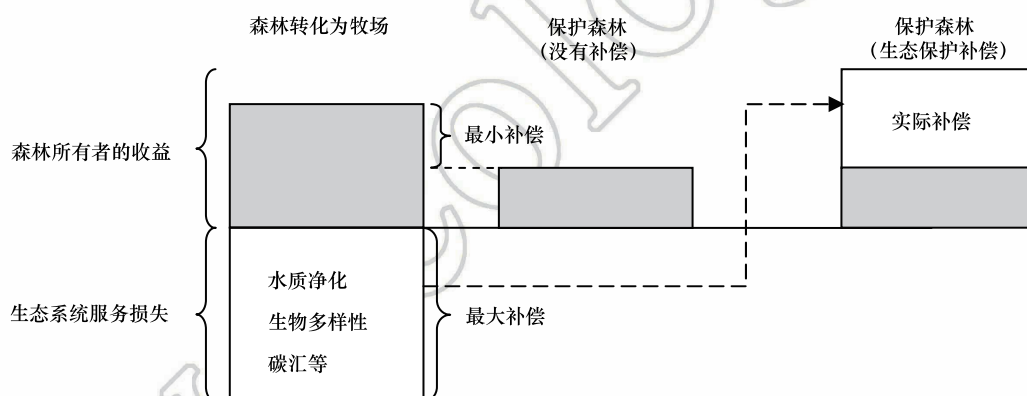 森林转化为牧场
保护森林
(没有补偿)
保护森林
(生态保护补偿)
最小补偿
实际补偿
森林所有者的收益
水质净化
生态系统服务损失
生物多样性
最大补偿
碳汇等